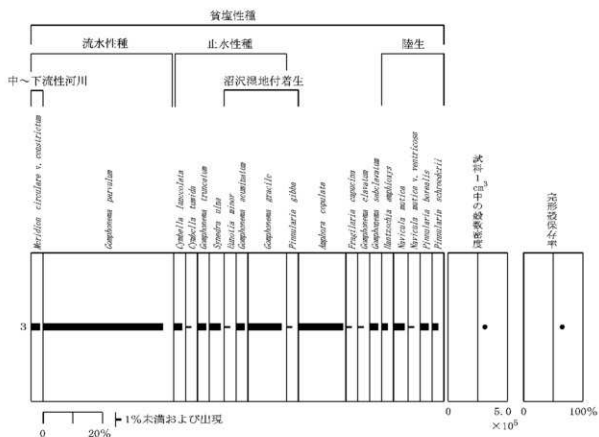 貧塩性種
流水性種
止水性種
陸生
中～下流性河川
沼沢湿地付着生
Meridion circulare v. constrictum
Gomphonema parvulum
Cymbella lanceolata
Cymbella tumida
Gomphonema truncatum
Synedra ulna
Eunotia minor
Gomphonema acuminatum
Gomphonema gracile
Pinnularia gibba
Amphora copulata
Fragilaria capucina
Gomphonema clavatum
Gomphonema subclavatum
Hantzschia amphioxys
Navicula mutica
Navicula mutica v. ventricosa
Pinnularia borealis
Pinnularia schroederii
試料1cm³中の殻数密度
完形殻保存率
3
0 20%
1%未満および出現
0 5.0
×10⁵
0 100%